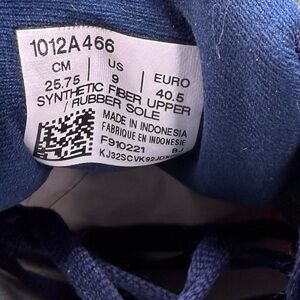 1012A466
CM | US | EURO
25.75 | 9 | 40.5
SYNTHETIC FIBER UPPER
RUBBER SOLE
MADE IN INDONESIA
FABRIQUE EN INDONESIE
F910221 BJ